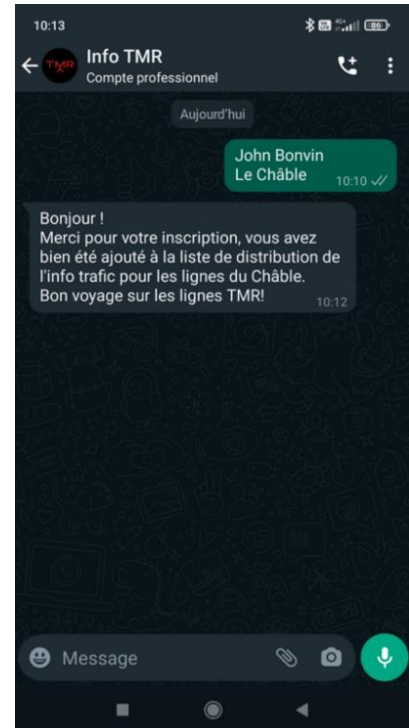 10:13
86
TMR
Info TMR
Compte professionnel
Aujourd'hui
John Bonvin
Le Châble
10:10
Bonjour !
Merci pour votre inscription, vous avez
bien été ajouté à la liste de distribution de
l'info trafic pour les lignes du Châble.
Bon voyage sur les lignes TMR!
10:12
Message